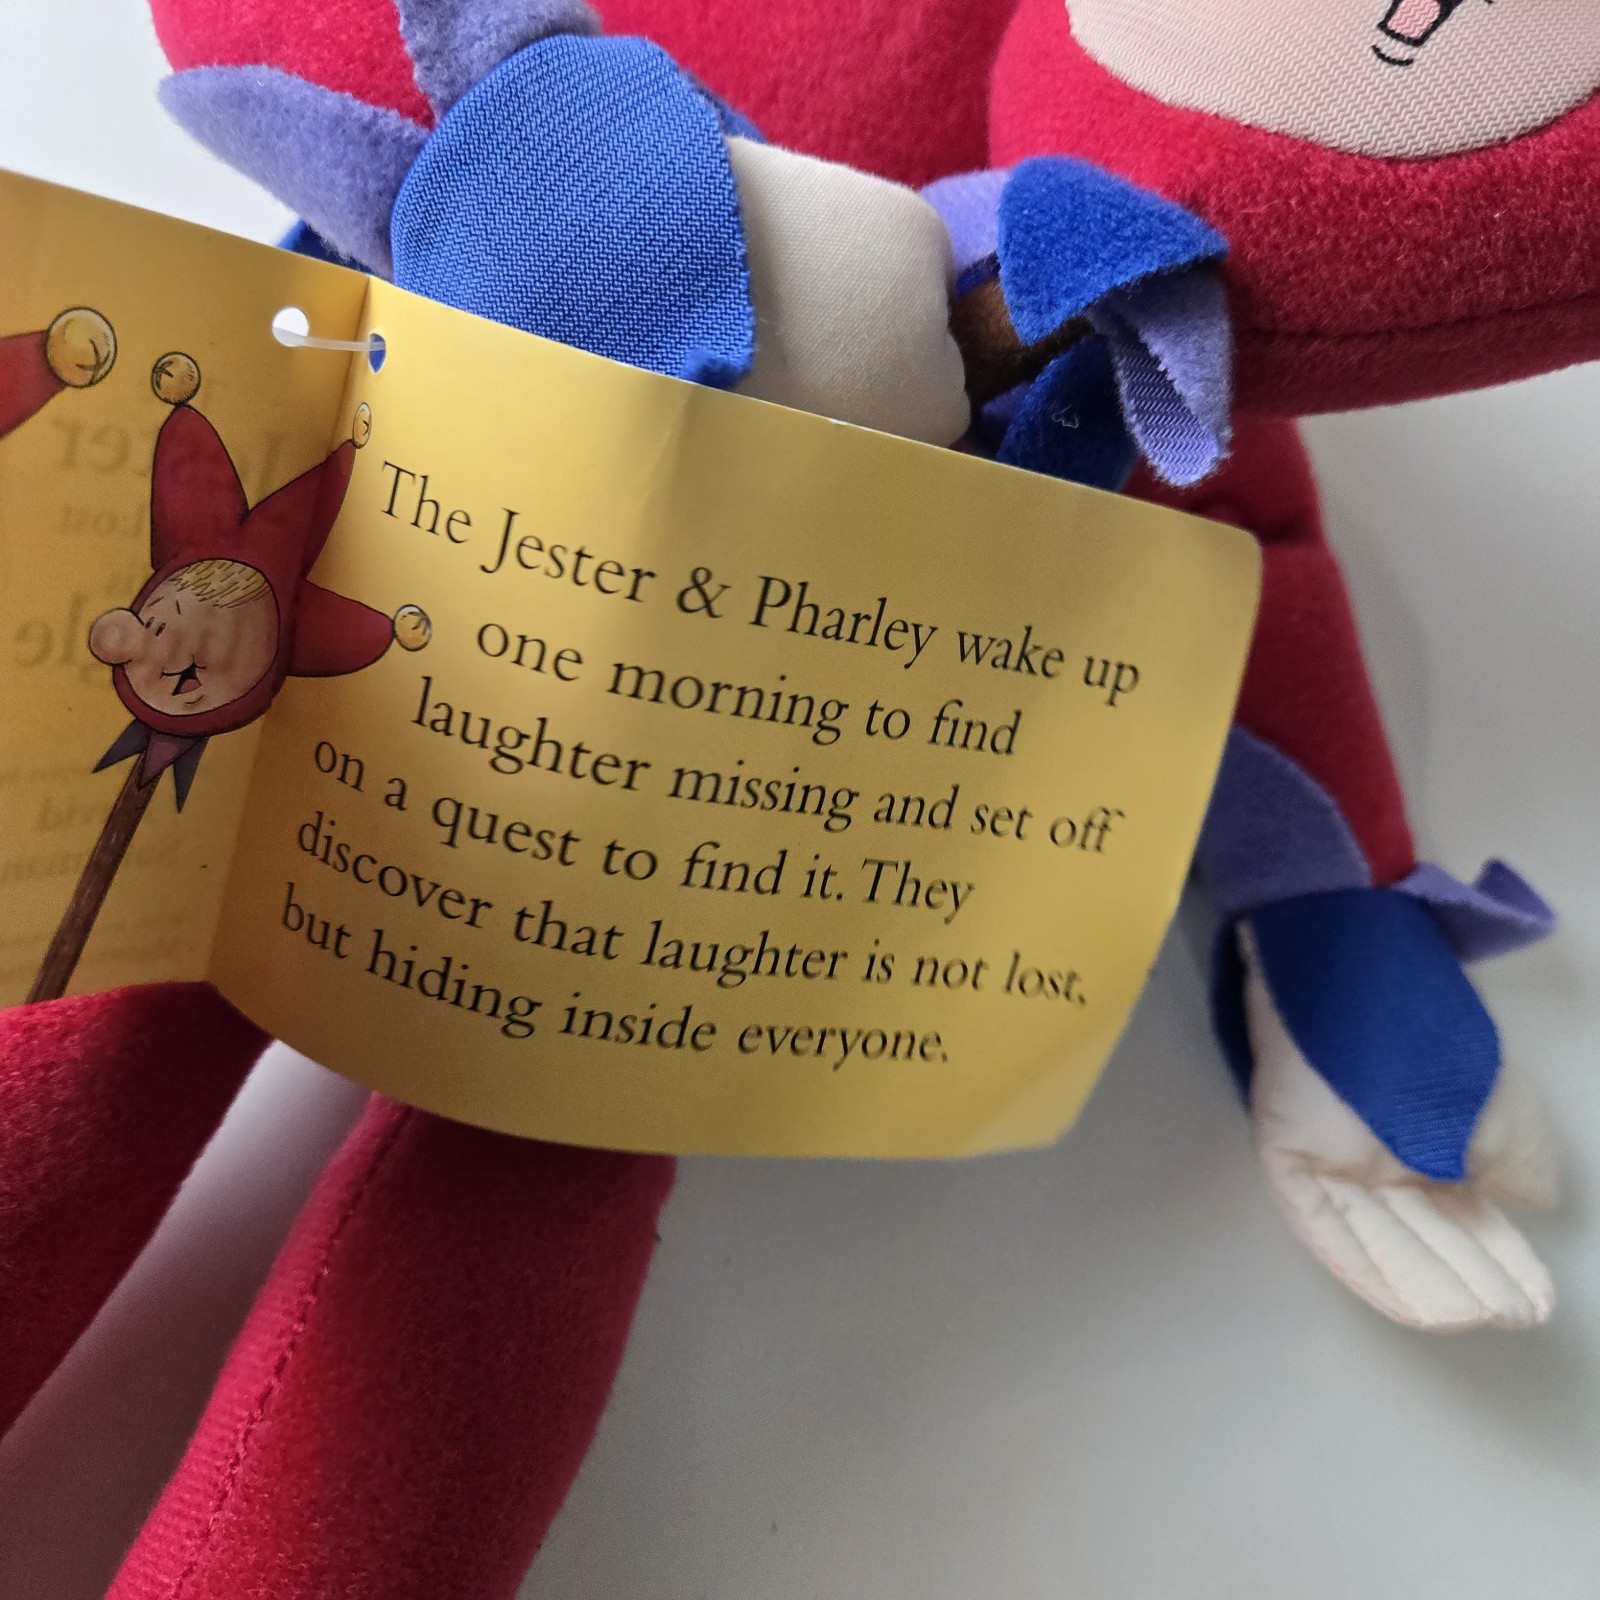 The Jester & Pharley wake up
one morning to find
laughter missing and set off
on a quest to find it. They
discover that laughter is not lost,
but hiding inside everyone.